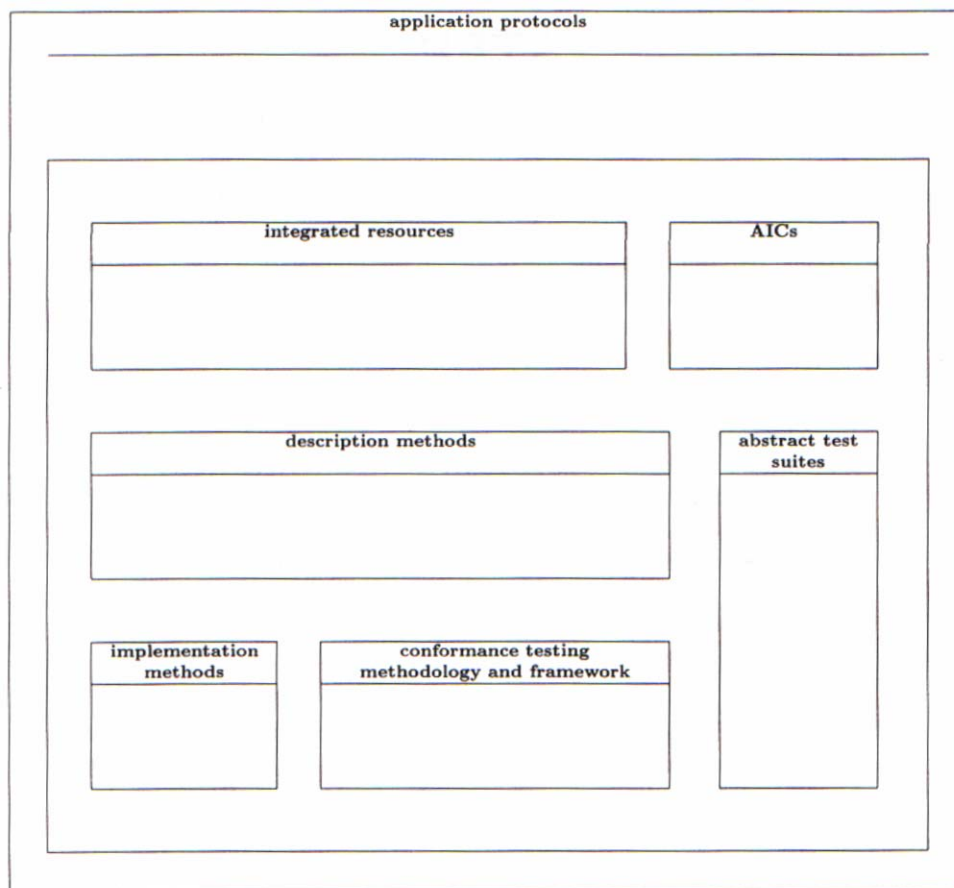 application protocols
integrated resources
AICs
description methods
abstract test
suites
implementation
methods
conformance testing
methodology and framework